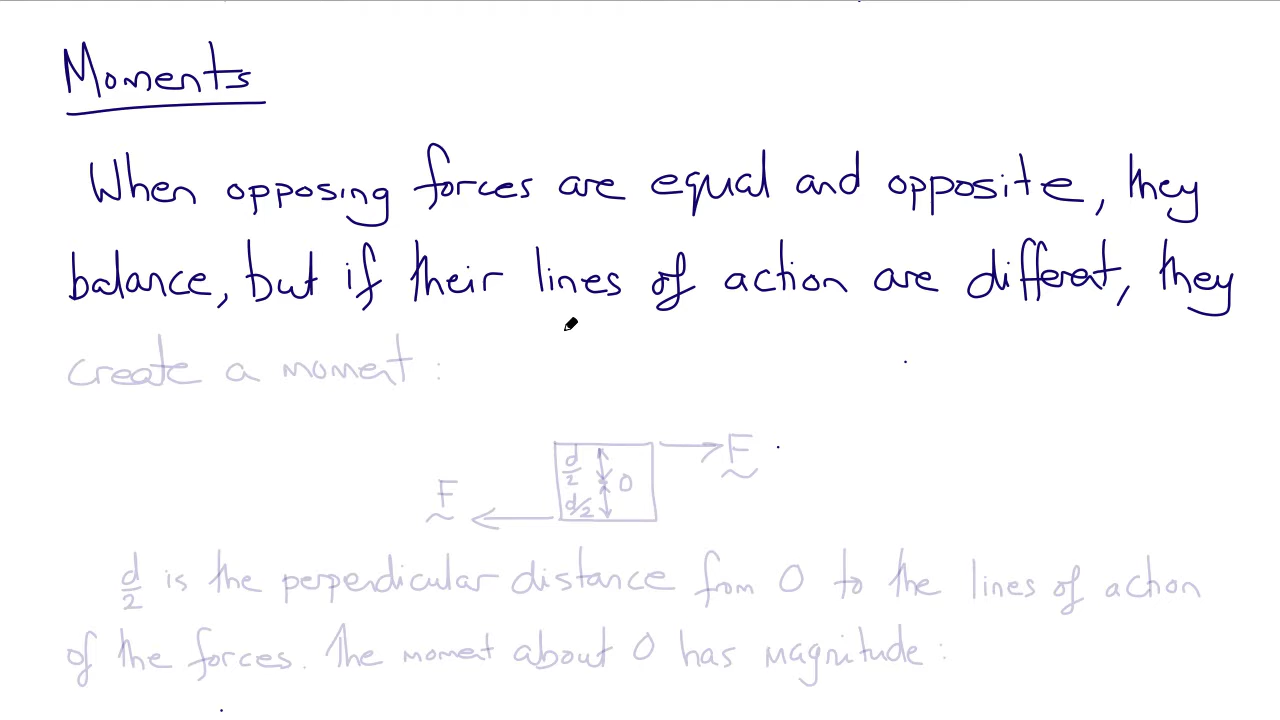 Moments
When opposing forces are equal and opposite, they
balance, but if their lines of action are different, they
create a moment:
d/2 O F
F d/2
d/2 is the perpendicular distance from O to the lines of action
of the forces. The moment about O has magnitude: